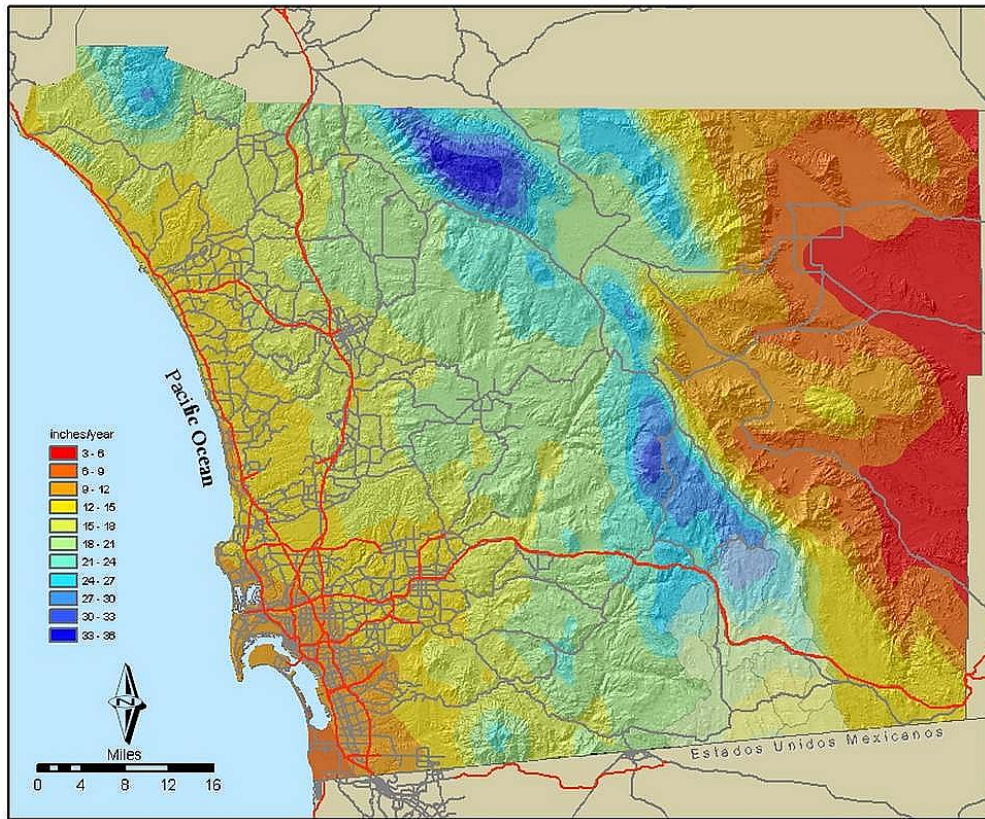 Pacific Ocean
inches/year
3 - 6
6 - 9
9 - 12
12 - 15
15 - 18
18 - 21
21 - 24
24 - 27
27 - 30
30 - 33
33 - 36
N
Miles
0 4 8 16
Estados Unidos Mexicanos